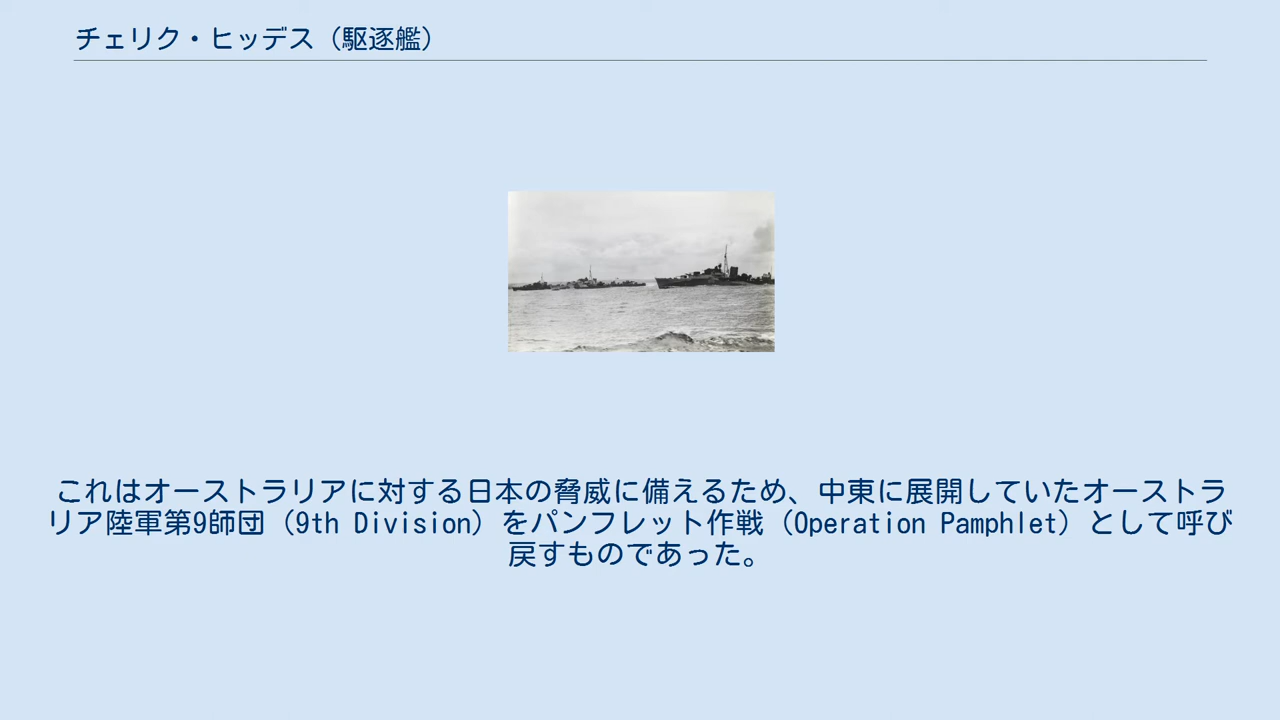 チェリク・ヒッデス（駆逐艦）
これはオーストラリアに対する日本の脅威に備えるため、中東に展開していたオーストラ
リア陸軍第9師団（9th Division）をパンフレット作戦（Operation Pamphlet）として呼び
戻すものであった。